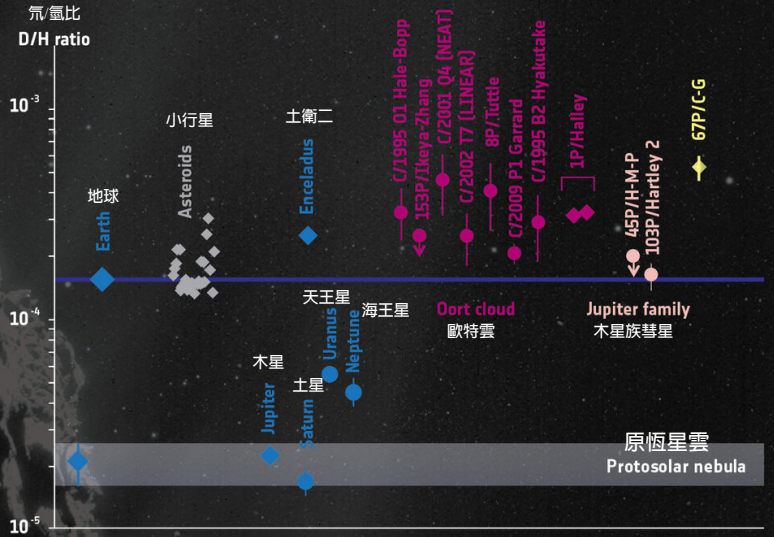 氘/氫比
D/H ratio
10-3
10-4
10-5
地球
Earth
小行星
Asteroids
土衛二
Enceladus
木星
Jupiter
土星
Saturn
天王星
Uranus
海王星
Neptune
C/1995 O1 Hale-Bopp
153P/Ikeya-Zhang
C/2001 Q4 (NEAT)
C/2002 T7 (LINEAR)
8P/Tuttle
C/2009 P1 Garrard
C/1995 B2 Hyakutake
1P/Halley
Oort cloud
歐特雲
45P/H-M-P
103P/Hartley 2
Jupiter family
木星族彗星
67P/C-G
原恆星雲
Protosolar nebula